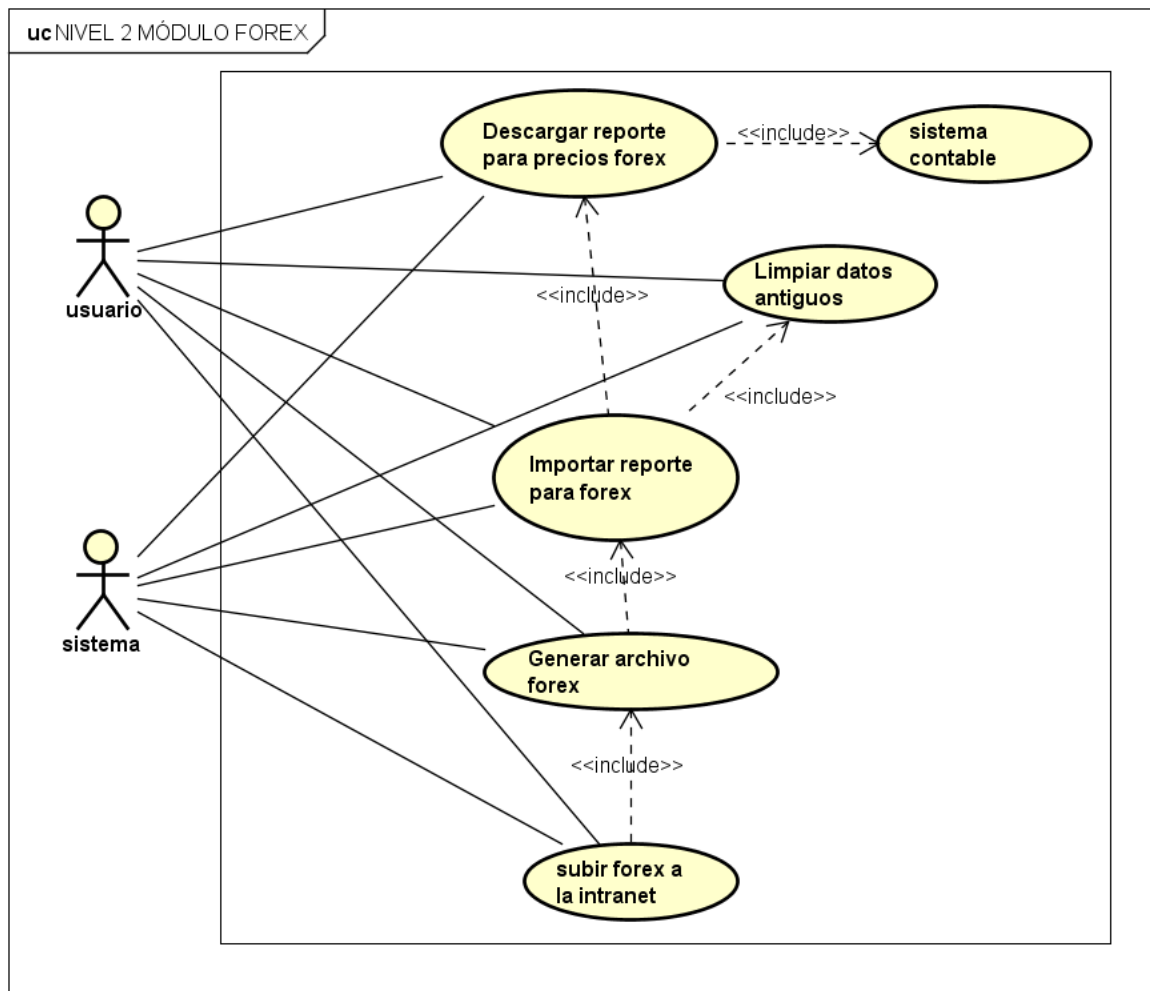 uc NIVEL 2 MÓDULO FOREX
Descargar reporte
para precios forex
<<include>>
sistema
contable
usuario
Limpiar datos
antiguos
<<include>>
<<include>>
Importar reporte
para forex
sistema
<<include>>
Generar archivo
forex
<<include>>
subir forex a
la intranet